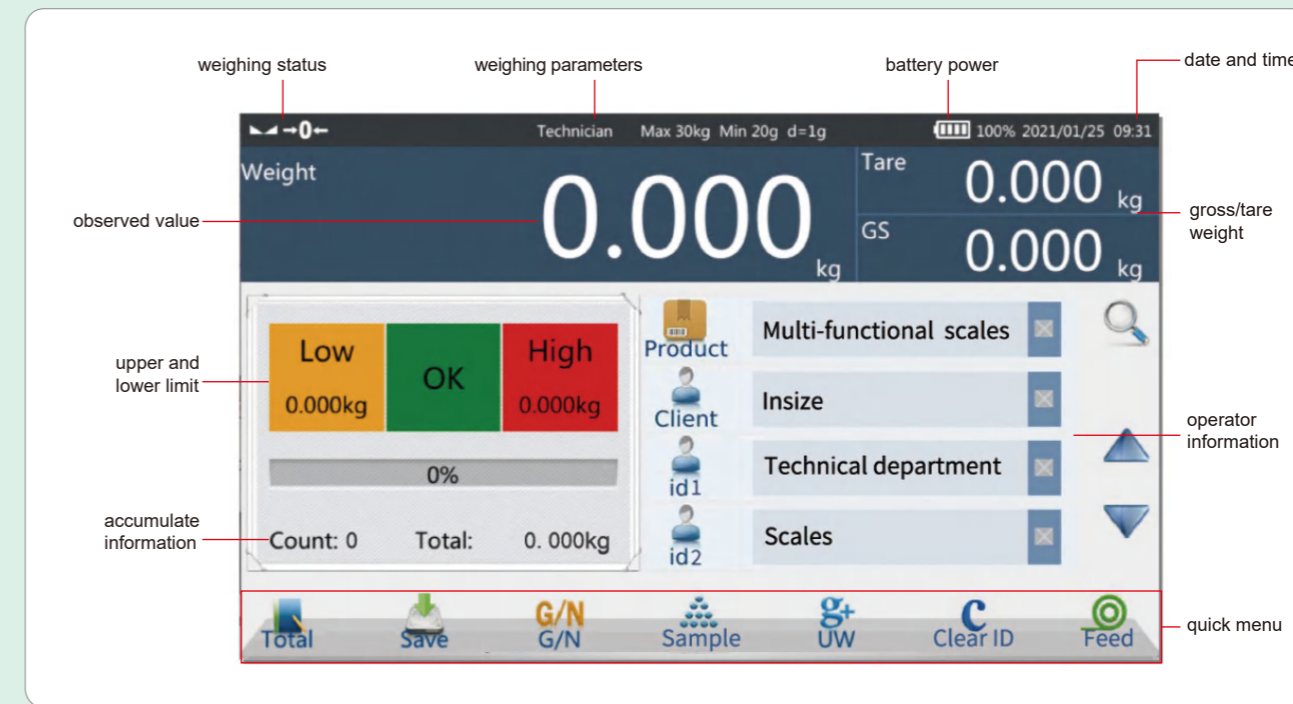 weighing status
weighing parameters
battery power
date and time
→0←
Technician Max 30kg Min 20g d=1g
100% 2021/01/25 09:31
Weight
0.000 kg
Tare
0.000 kg
GS
0.000 kg
observed value
gross/tare
weight
upper and
lower limit
Low
0.000kg
OK
High
0.000kg
0%
accumulate
information
Count: 0 Total: 0. 000kg
Product
Multi-functional scales
Client
Insize
id1
Technical department
id2
Scales
operator
information
Total
Save
G/N
G/N
Sample
g+
UW
C
Clear ID
Feed
quick menu